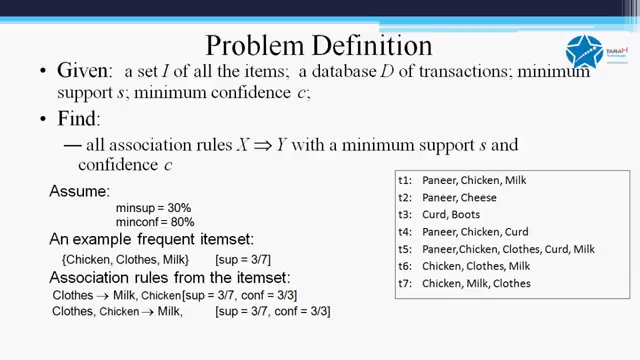 Problem Definition
TARAH
• Given: a set I of all the items; a database D of transactions; minimum
support s; minimum confidence c;
• Find:
— all association rules X ⇒ Y with a minimum support s and
confidence c
Assume:
minsup = 30%
minconf = 80%
An example frequent itemset:
{Chicken, Clothes, Milk} [sup = 3/7]
Association rules from the itemset:
Clothes → Milk, Chicken [sup = 3/7, conf = 3/3]
Clothes, Chicken → Milk, [sup = 3/7, conf = 3/3]
t1: Paneer, Chicken, Milk
t2: Paneer, Cheese
t3: Curd, Boots
t4: Paneer, Chicken, Curd
t5: Paneer,Chicken, Clothes, Curd, Milk
t6: Chicken, Clothes, Milk
t7: Chicken, Milk, Clothes